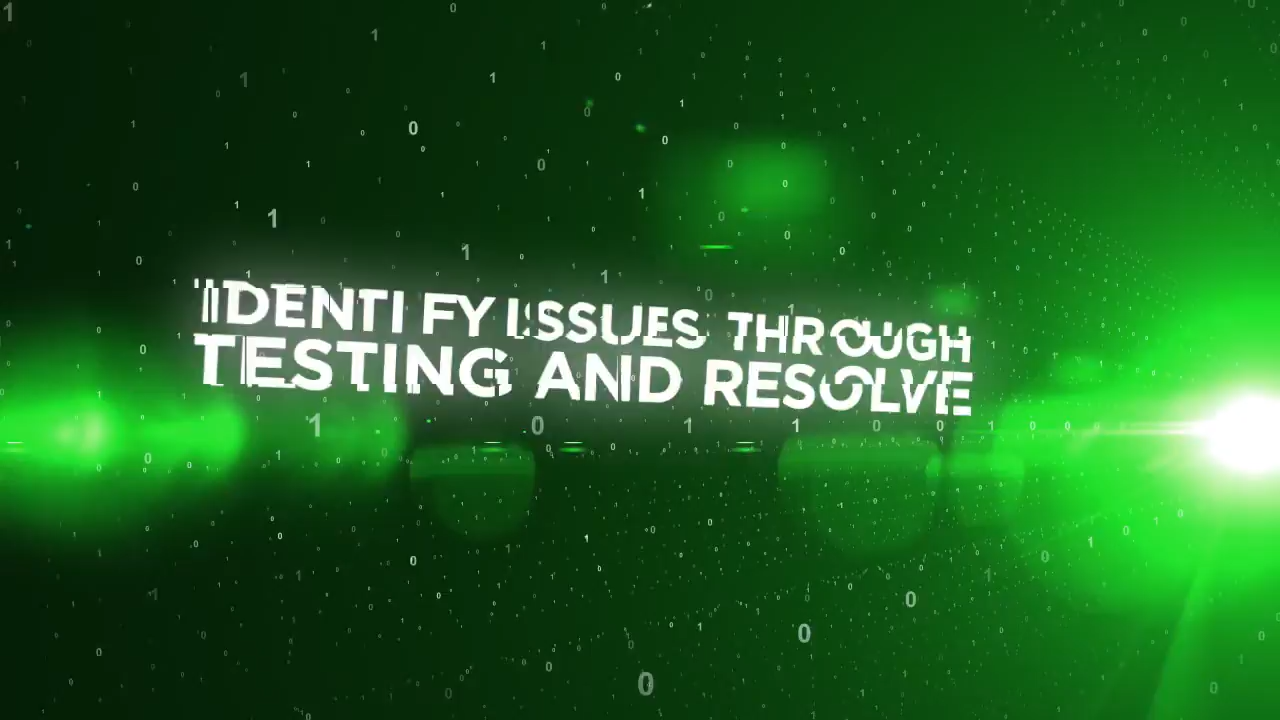 IDENTIFY ISSUES THROUGH
TESTING AND RESOLVE